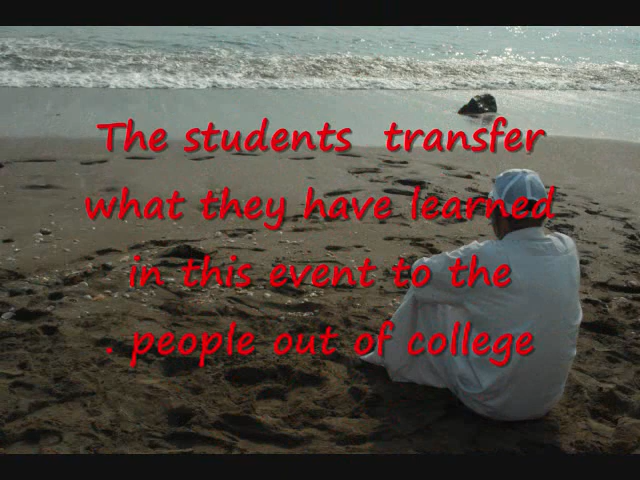 The students  transfer
what they have learned
in this event to the
. people out of college